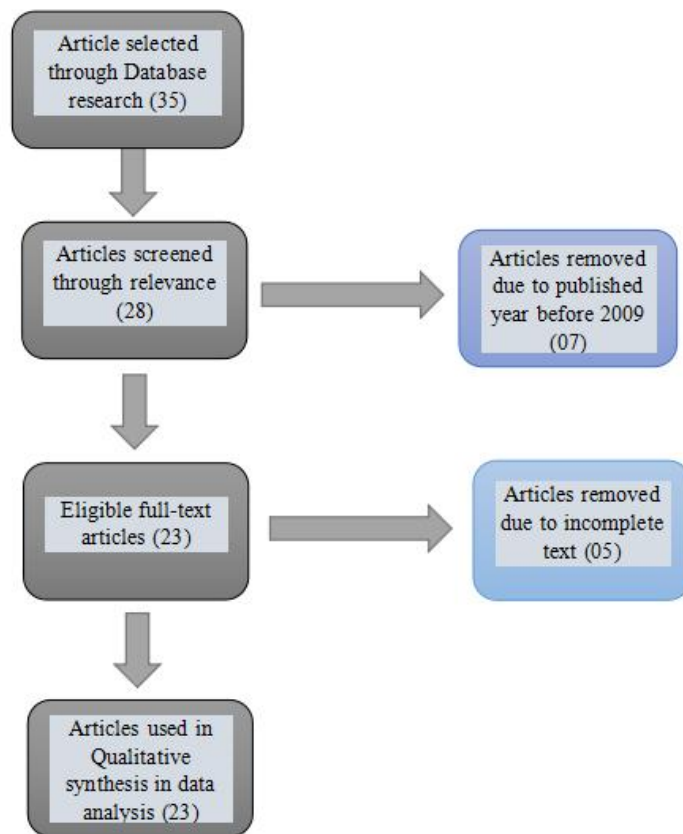 Article selected
through Database
research (35)
Articles screened
through relevance
(28)
Articles removed
due to published
year before 2009
(07)
Eligible full-text
articles (23)
Articles removed
due to incomplete
text (05)
Articles used in
Qualitative
synthesis in data
analysis (23)